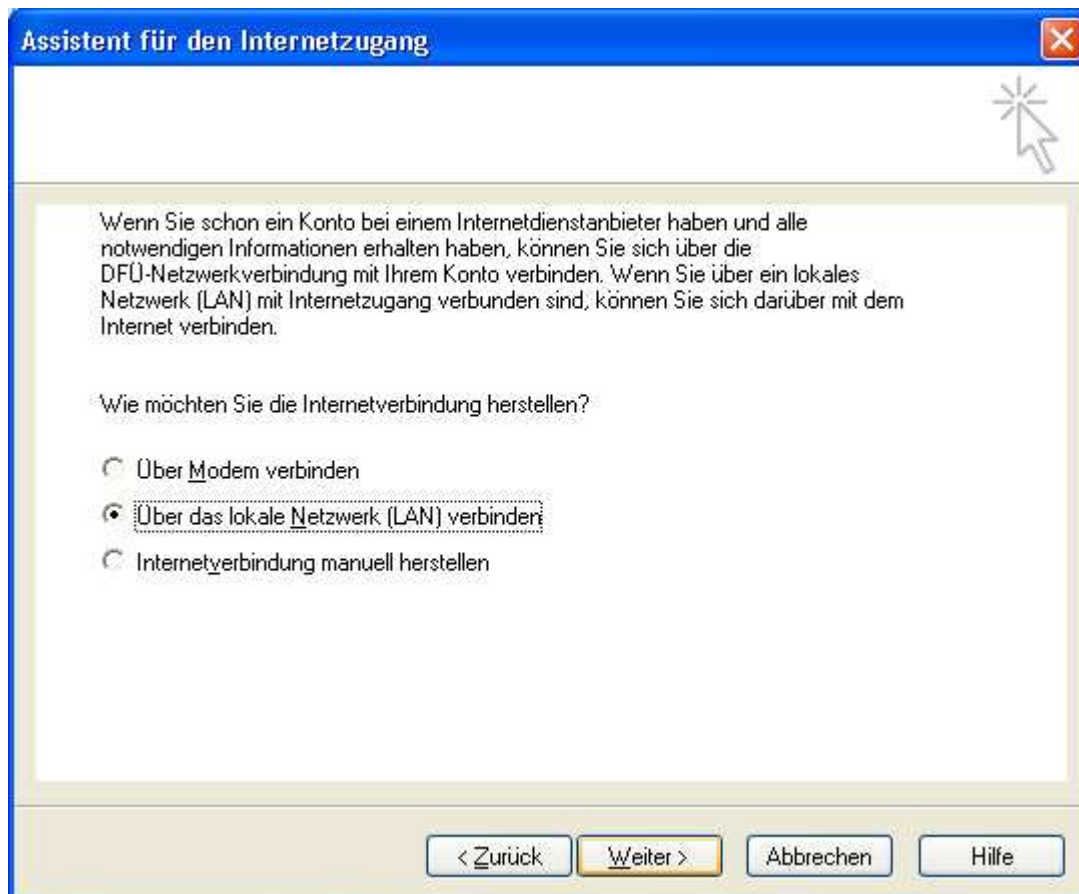 Assistent für den Internetzugang
Wenn Sie schon ein Konto bei einem Internetdienstanbieter haben und alle
notwendigen Informationen erhalten haben, können Sie sich über die
DFÜ-Netzwerkverbindung mit Ihrem Konto verbinden. Wenn Sie über ein lokales
Netzwerk (LAN) mit Internetzugang verbunden sind, können Sie sich darüber mit dem
Internet verbinden.
Wie möchten Sie die Internetverbindung herstellen?
Über Modem verbinden
Über das lokale Netzwerk (LAN) verbinden
Internetverbindung manuell herstellen
< Zurück Weiter > Abbrechen Hilfe